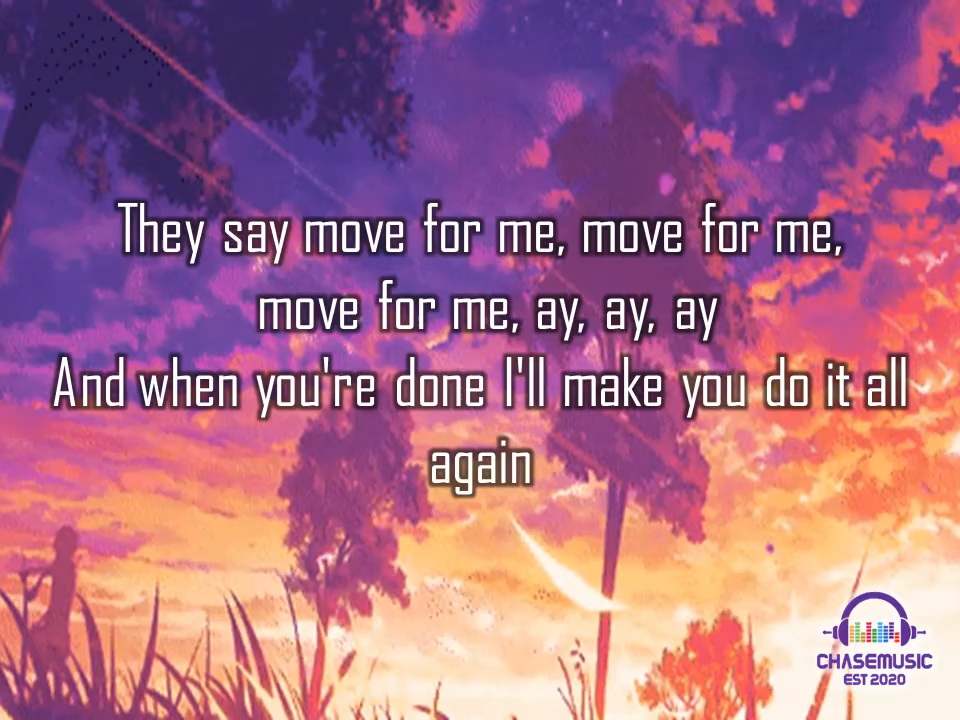 They say move for me, move for me,
move for me, ay, ay, ay
And when you're done I'll make you do it all
again
CHASEMUSIC
EST 2020